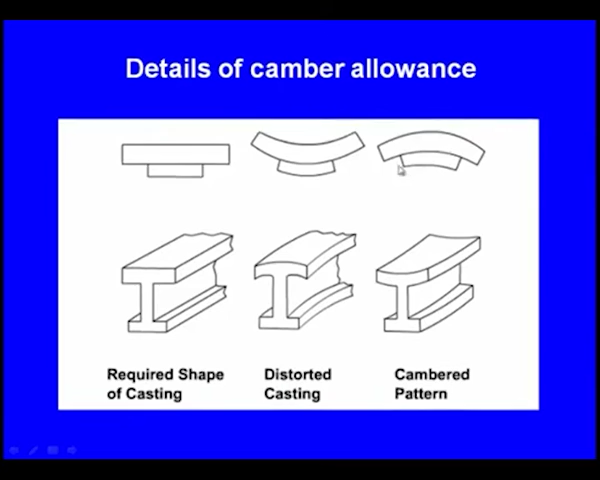 Details of camber allowance
Required Shape
of Casting
Distorted
Casting
Cambered
Pattern